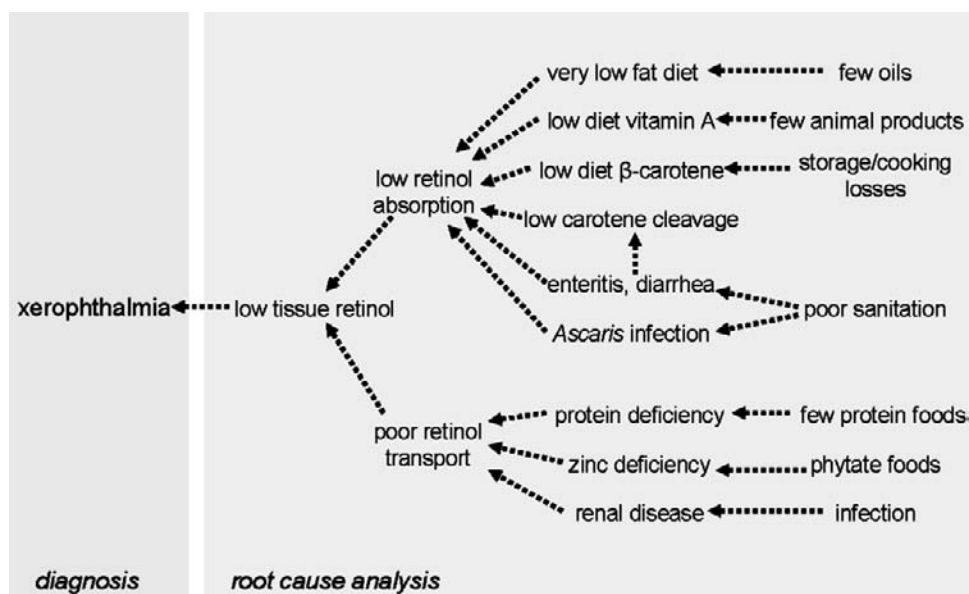 very low fat diet
few oils
low diet vitamin A
few animal products
low retinol
absorption
low diet β-carotene
storage/cooking
losses
low carotene cleavage
enteritis, diarrhea
xerophthalmia
low tissue retinol
poor sanitation
Ascaris infection
poor retinol
transport
protein deficiency
few protein foods
zinc deficiency
phytate foods
renal disease
infection
diagnosis
root cause analysis